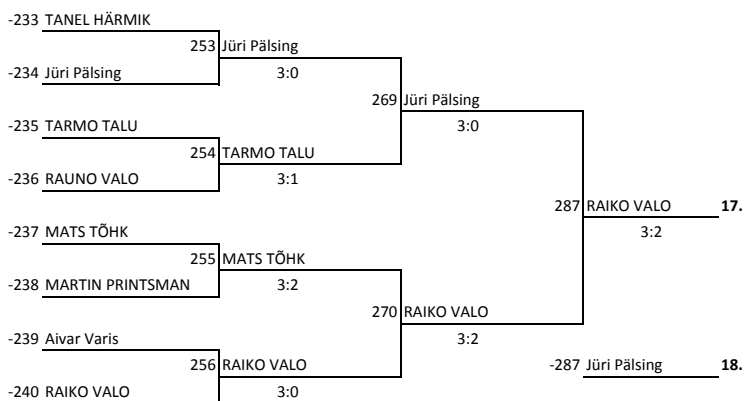 -233 TANEL HÄRMIK
253 Jüri Pälsing
-234 Jüri Pälsing
3:0
269 Jüri Pälsing
-235 TARMO TALU
3:0
254 TARMO TALU
-236 RAUNO VALO
3:1
287 RAIKO VALO 17.
-237 MATS TÕHK
3:2
255 MATS TÕHK
-238 MARTIN PRINTSMAN
3:2
270 RAIKO VALO
-239 Aivar Varis
3:2
256 RAIKO VALO
-287 Jüri Pälsing 18.
-240 RAIKO VALO
3:0